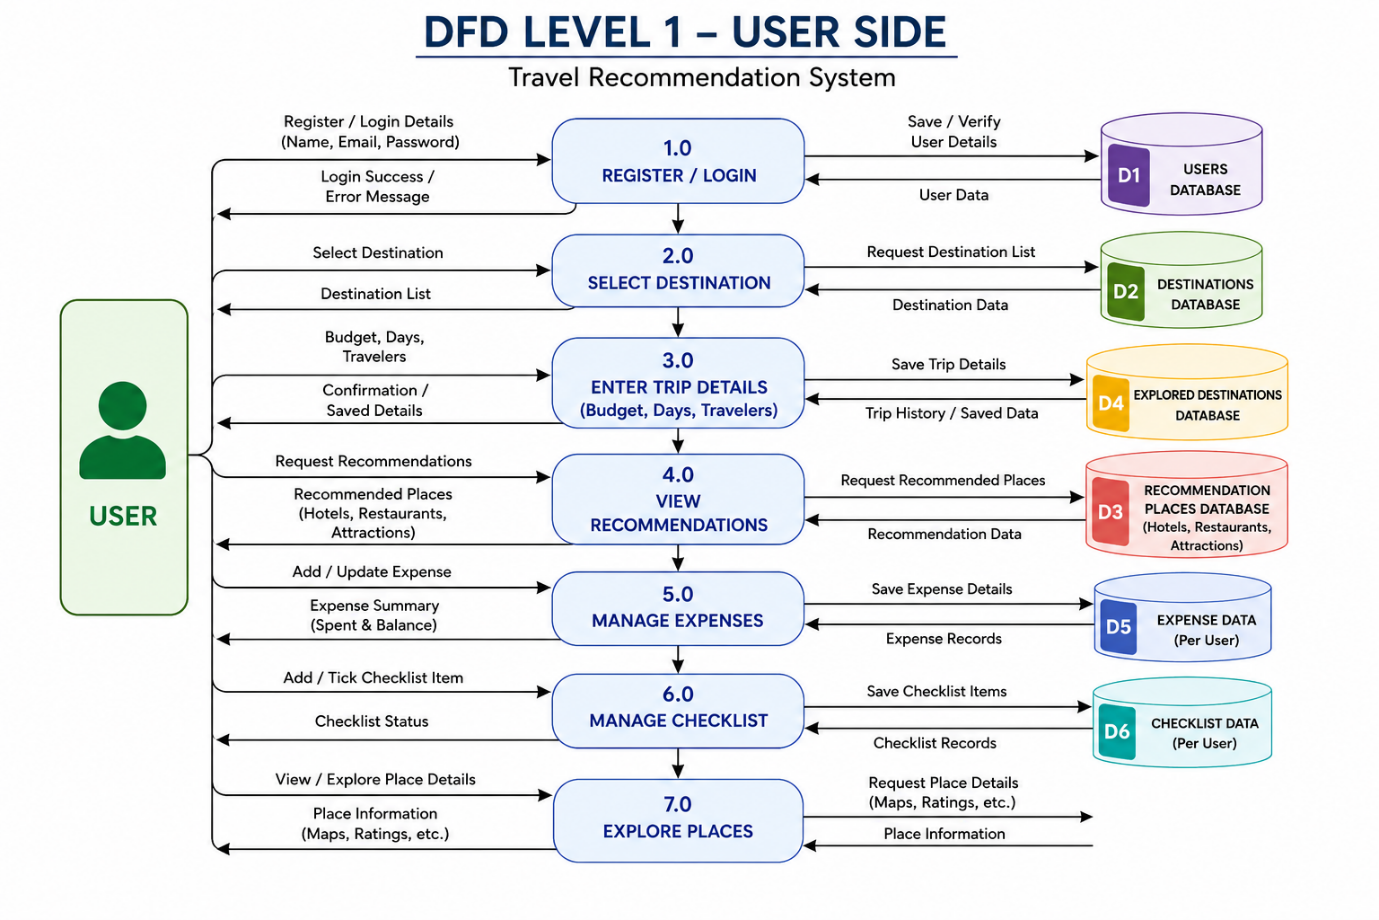 DFD LEVEL 1 – USER SIDE
Travel Recommendation System
Register / Login Details
(Name, Email, Password)
Login Success /
Error Message
1.0
REGISTER / LOGIN
Save / Verify
User Details
User Data
D1
USERS
DATABASE
Select Destination
Destination List
2.0
SELECT DESTINATION
Request Destination List
Destination Data
D2
DESTINATIONS
DATABASE
Budget, Days,
Travelers
Confirmation /
Saved Details
3.0
ENTER TRIP DETAILS
(Budget, Days, Travelers)
Save Trip Details
Trip History / Saved Data
D4
EXPLORED DESTINATIONS
DATABASE
USER
Request Recommendations
Recommended Places
(Hotels, Restaurants,
Attractions)
4.0
VIEW
RECOMMENDATIONS
Request Recommended Places
Recommendation Data
D3
RECOMMENDATION
PLACES DATABASE
(Hotels, Restaurants,
Attractions)
Add / Update Expense
Expense Summary
(Spent & Balance)
5.0
MANAGE EXPENSES
Save Expense Details
Expense Records
D5
EXPENSE DATA
(Per User)
Add / Tick Checklist Item
Checklist Status
6.0
MANAGE CHECKLIST
Save Checklist Items
Checklist Records
D6
CHECKLIST DATA
(Per User)
View / Explore Place Details
Place Information
(Maps, Ratings, etc.)
7.0
EXPLORE PLACES
Request Place Details
(Maps, Ratings, etc.)
Place Information